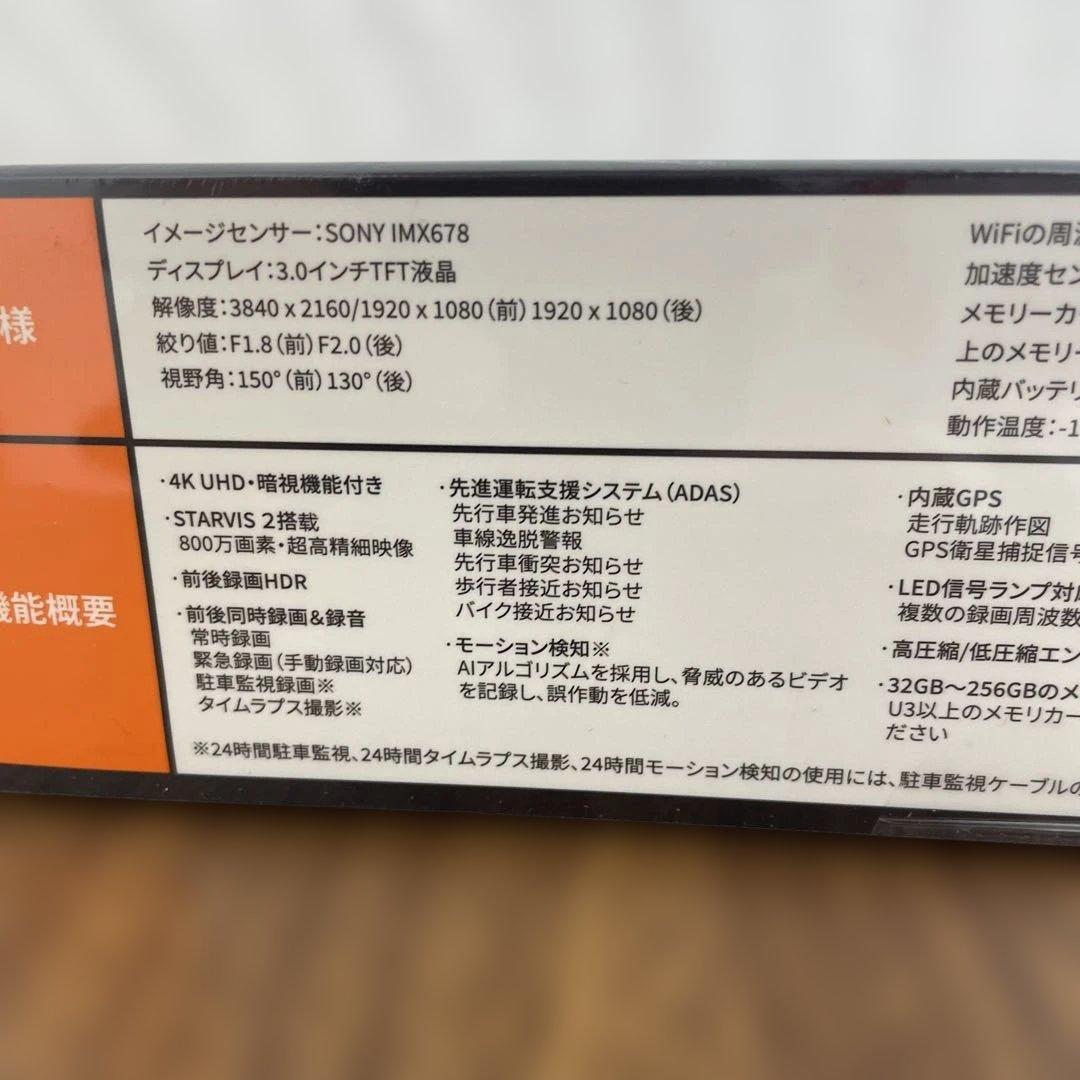 様
イメージセンサー：SONY IMX678
ディスプレイ：3.0インチTFT液晶
解像度：3840 x 2160/1920 x 1080（前）1920 x 1080（後）
絞り値：F1.8（前）F2.0（後）
視野角：150°（前）130°（後）
WiFiの周
加速度セン
メモリーカ
上のメモリー
内蔵バッテリ
動作温度：-1
機能概要
・4K UHD・暗視機能付き
・STARVIS 2搭載
800万画素・超高精細映像
・前後録画HDR
・前後同時録画＆録音
常時録画
緊急録画（手動録画対応）
駐車監視録画※
タイムラプス撮影※
・先進運転支援システム（ADAS）
先行車発進お知らせ
車線逸脱警報
先行車衝突お知らせ
歩行者接近お知らせ
バイク接近お知らせ
・モーション検知※
AIアルゴリズムを採用し、脅威のあるビデオ
を記録し、誤作動を低減。
・内蔵GPS
走行軌跡作図
GPS衛星捕捉信号
・LED信号ランプ対応
複数の録画周波数
・高圧縮/低圧縮エン
・32GB～256GBのメ
U3以上のメモリカー
ださい
※24時間駐車監視、24時間タイムラプス撮影、24時間モーション検知の使用には、駐車監視ケーブルの